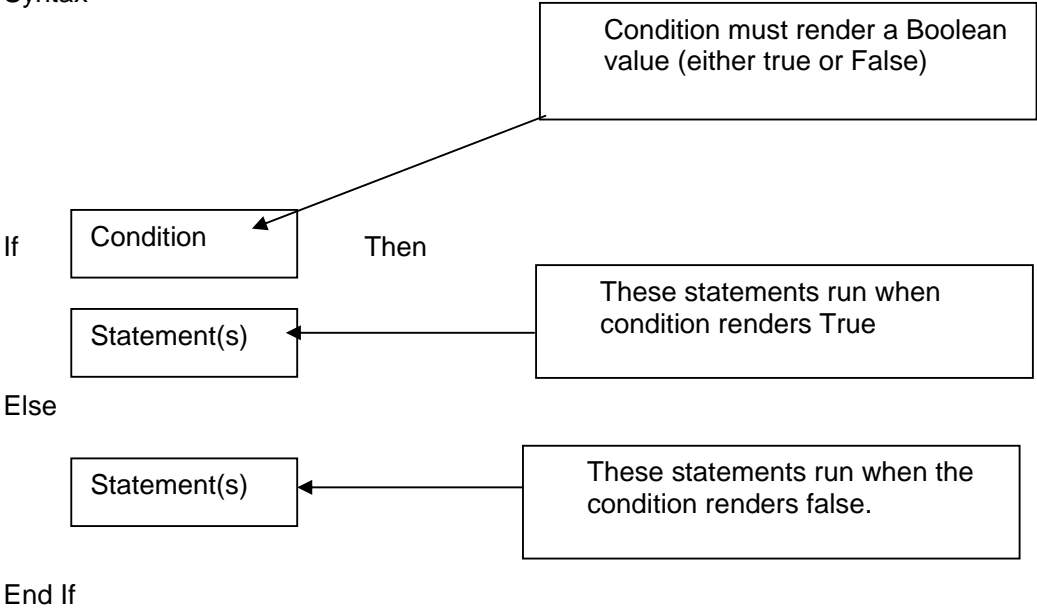 Syntax
Condition must render a Boolean
value (either true or False)
If Condition Then
These statements run when
condition renders True
Statement(s)
Else
These statements run when the
condition renders false.
Statement(s)
End If